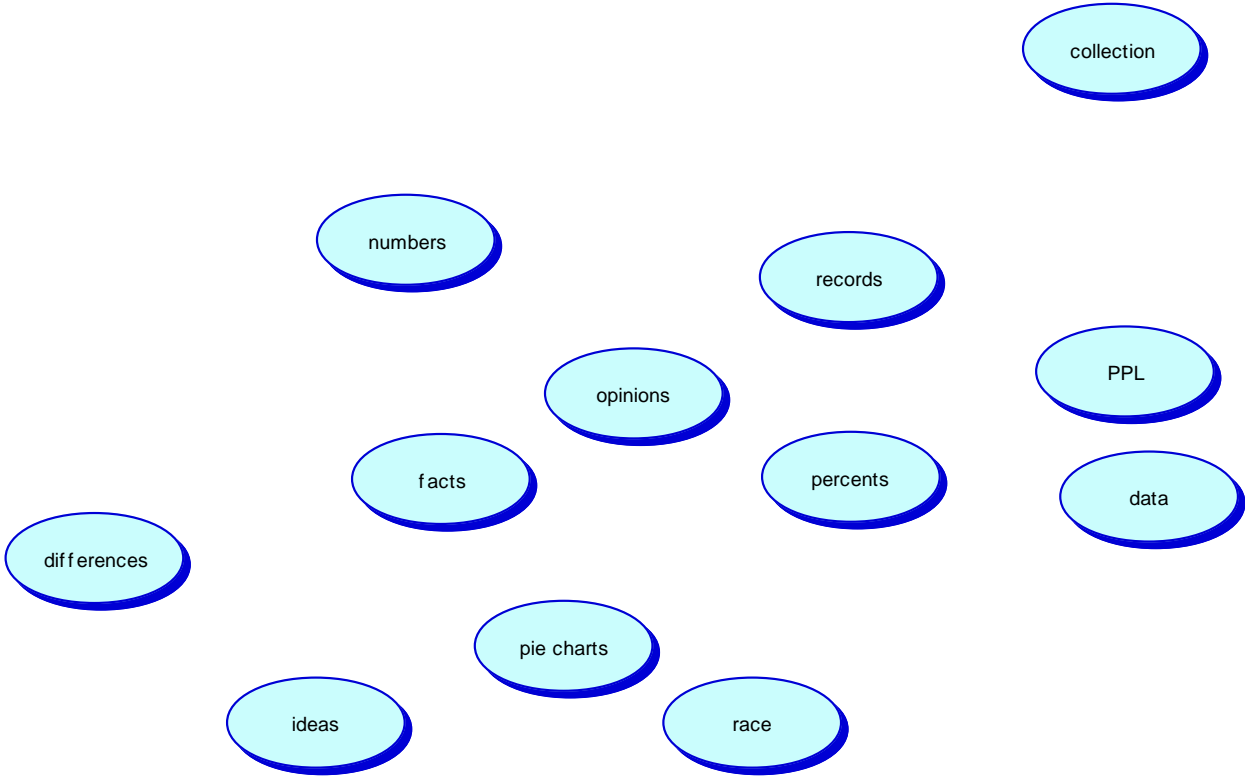 collection
numbers
records
PPL
opinions
facts
percents
data
differences
pie charts
ideas
race